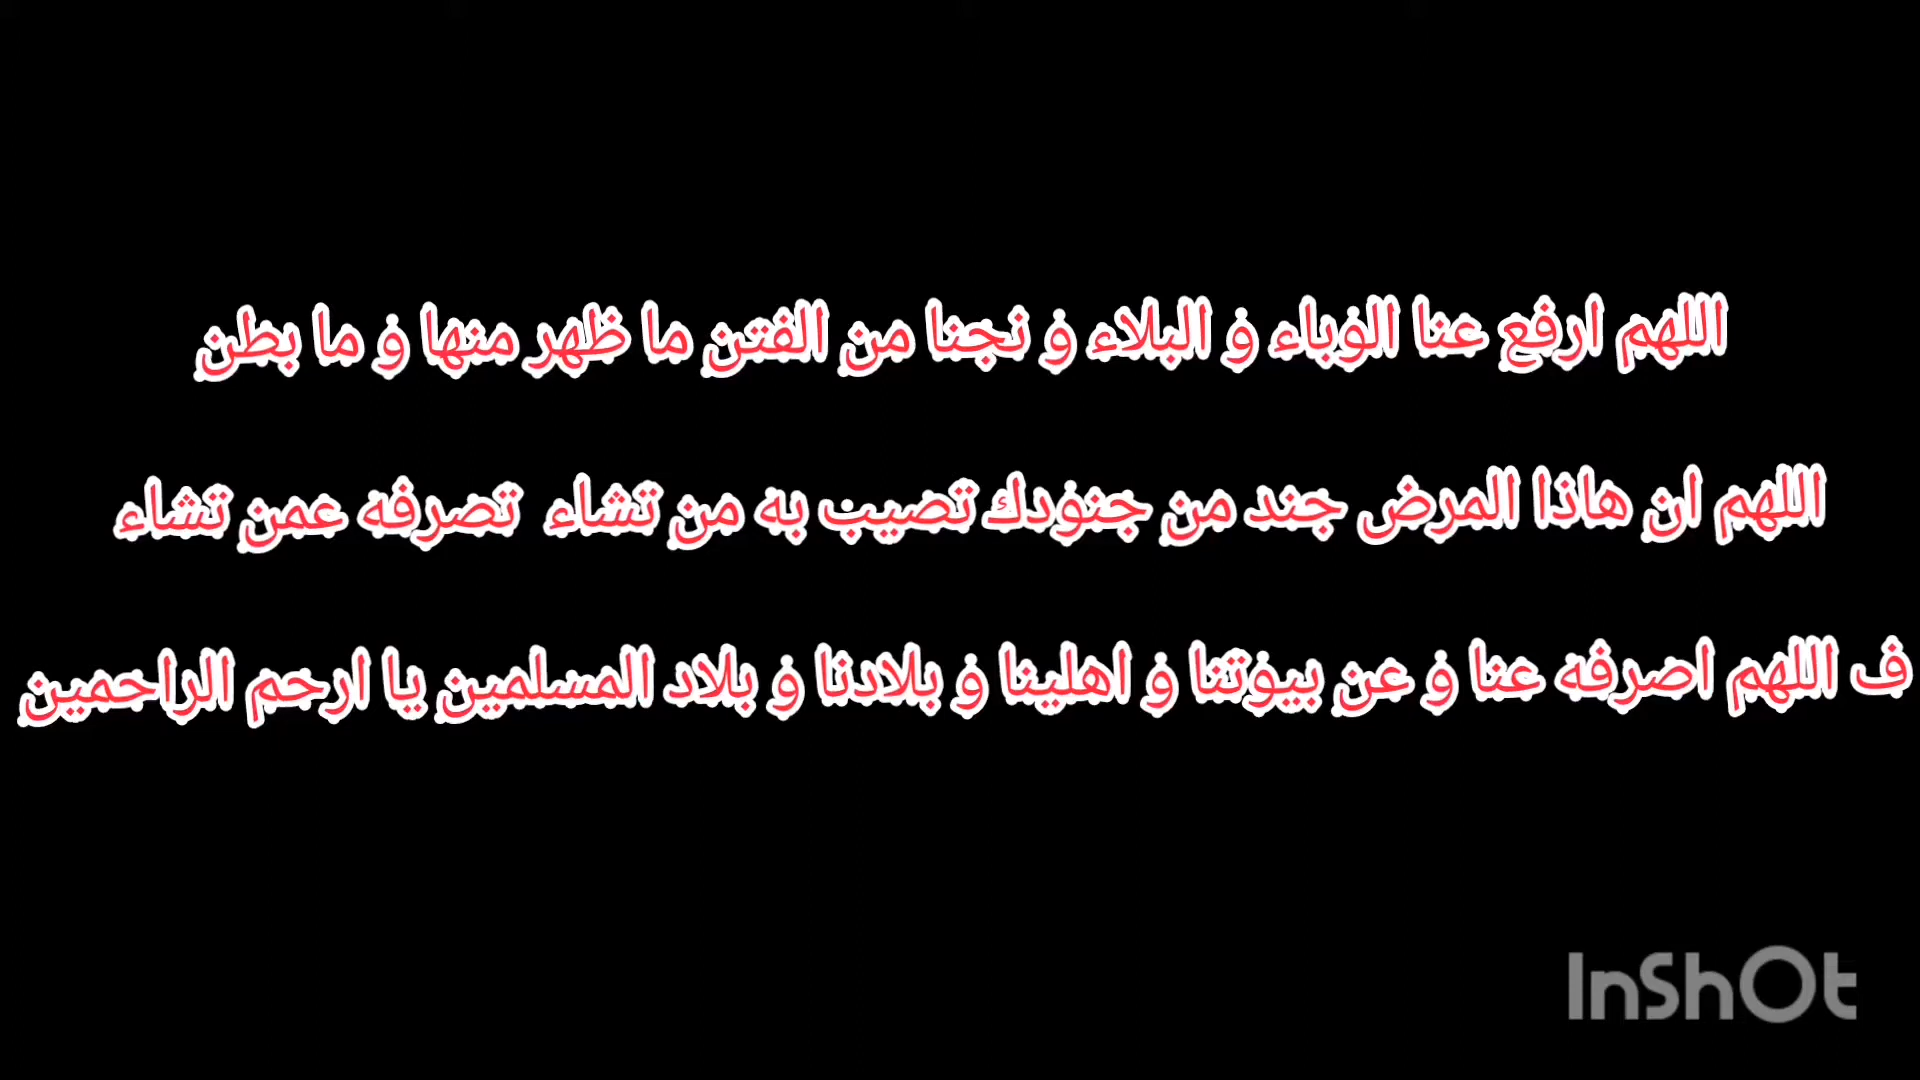 اللهم ارفع عنا الوباء و البلاء و نجنا من الفتن ما ظهر منها و ما بطن
اللهم ان هاذا المرض جند من جنودك تصيب به من تشاء  تصرفه عمن تشاء
ف اللهم اصرفه عنا و عن بيوتنا و اهلينا و بلادنا و بلاد المسلمين يا ارحم الراحمين
InShOt